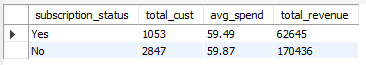 subscription_status total_cust avg_spend total_revenue
Yes 1053 59.49 62645
No 2847 59.87 170436